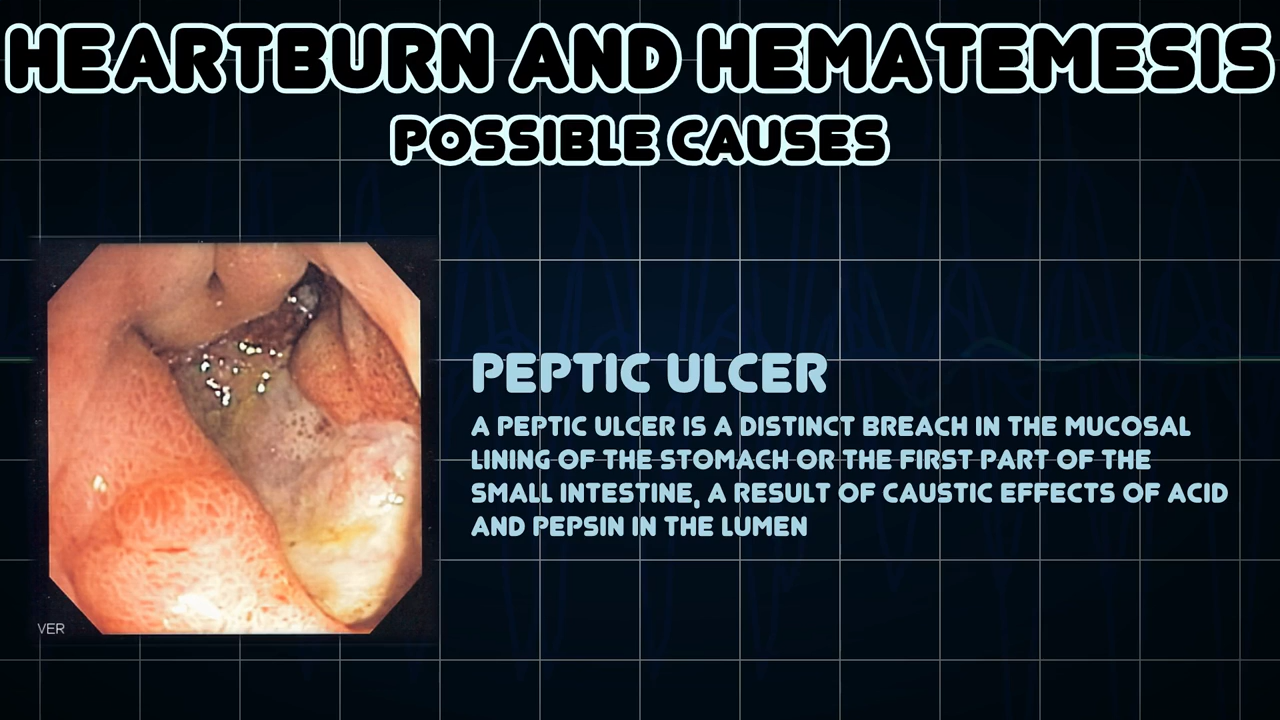 HEARTBURN AND HEMATEMESIS
POSSIBLE CAUSES
PEPTIC ULCER
A PEPTIC ULCER IS A DISTINCT BREACH IN THE MUCOSAL
LINING OF THE STOMACH OR THE FIRST PART OF THE
SMALL INTESTINE, A RESULT OF CAUSTIC EFFECTS OF ACID
AND PEPSIN IN THE LUMEN
VER